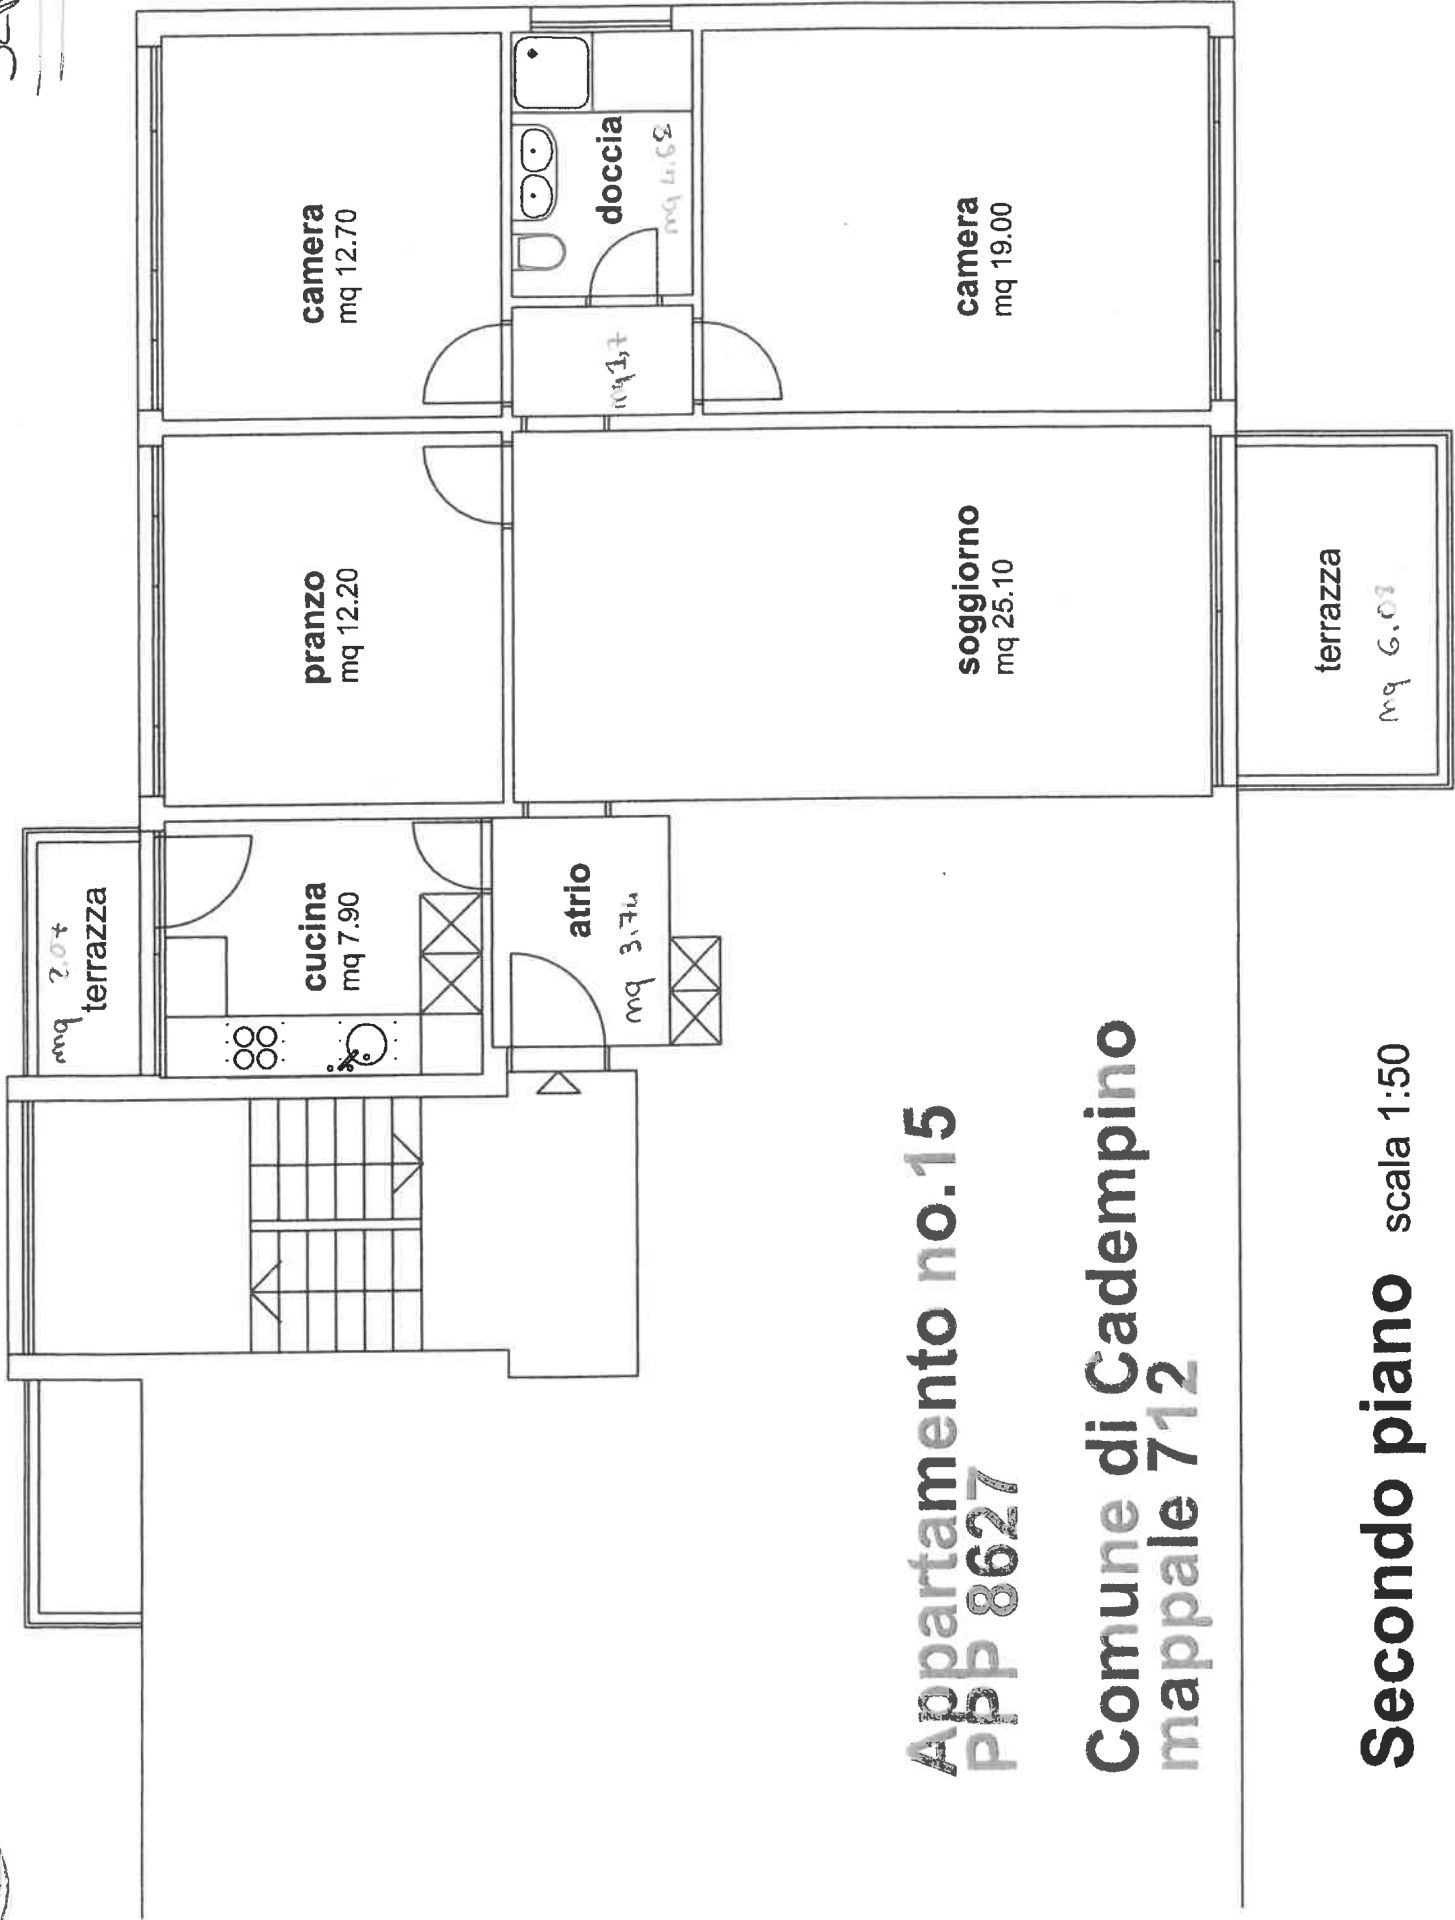 camera
mq 12.70
doccia
mq 4.68
camera
mq 19.00
mq 1,7
pranzo
mq 12.20
soggiorno
mq 25.10
terrazza
mq 6.08
mq 2.07
terrazza
cucina
mq 7.90
atrio
mq 3.74
Appartamento no.15
PPP 8627
Comune di Cadempino
mappale 712
Secondo piano scala 1:50